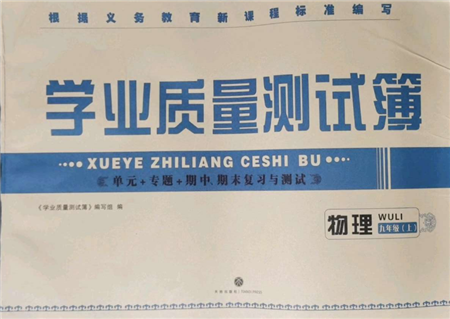 根据义务教育新课程标准编写
学业质量测试簿
XUEYE ZHILIANG CESHI BU
单元+专题+期中、期末复习与测试
《学业质量测试簿》编写组 编
物理 WULI
九年级（上）